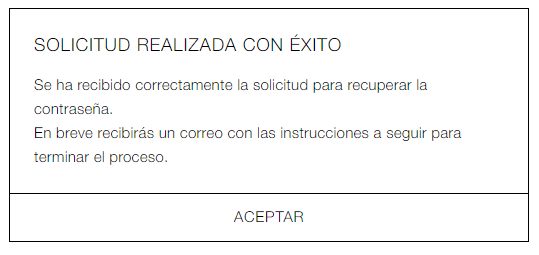 SOLICITUD REALIZADA CON ÉXITO
Se ha recibido correctamente la solicitud para recuperar la
contraseña.
En breve recibirás un correo con las instrucciones a seguir para
terminar el proceso.
ACEPTAR